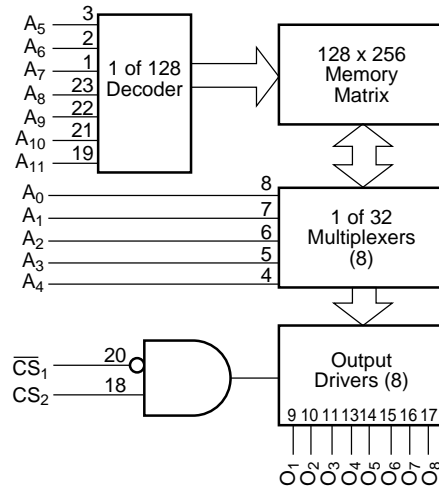 A5 3
A6 2
A7 1
A8 23
A9 22
A10 21
A11 19
1 of 128
Decoder
128 x 256
Memory
Matrix
A0 8
A1 7
A2 6
A3 5
A4 4
1 of 32
Multiplexers
(8)
C̅S̅1 20
CS2 18
Output
Drivers (8)
9 10 11 13 14 15 16 17
O1 O2 O3 O4 O5 O6 O7 O8